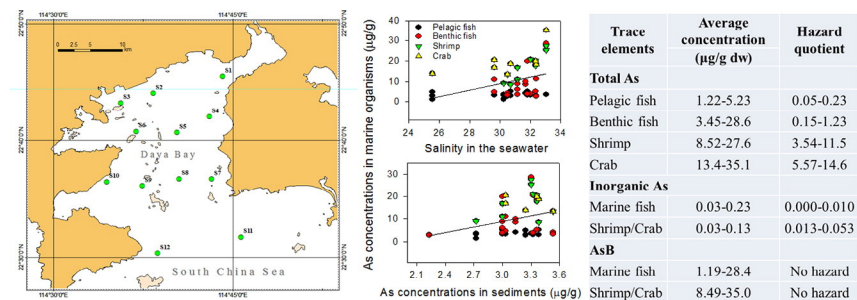 114°30'0"E
114°45'0"E
22°50'0"N
22°40'0"N
22°30'0"N
0 2.5 5 10
km
S1
S2
S3
S4
S6
S5
Daya Bay
S10
S9
S8
S7
S11
S12
South China Sea
114°30'0"E
114°45'0"E
As concentrations in marine organisms (µg/g)
40
30
20
10
0
Pelagic fish
Benthic fish
Shrimp
Crab
24 26 28 30 32 34
Salinity in the seawater
30
20
10
0
2.1 2.4 2.7 3.0 3.3 3.6
As concentrations in sediments (µg/g)
Trace elements
Average concentration
Hazard quotient
(µg/g dw)
Total As
Pelagic fish 1.22-5.23 0.05-0.23
Benthic fish 3.45-28.6 0.15-1.23
Shrimp 8.52-27.6 3.54-11.5
Crab 13.4-35.1 5.57-14.6
Inorganic As
Marine fish 0.03-0.23 0.000-0.010
Shrimp/Crab 0.03-0.13 0.013-0.053
AsB
Marine fish 1.19-28.4 No hazard
Shrimp/Crab 8.49-35.0 No hazard